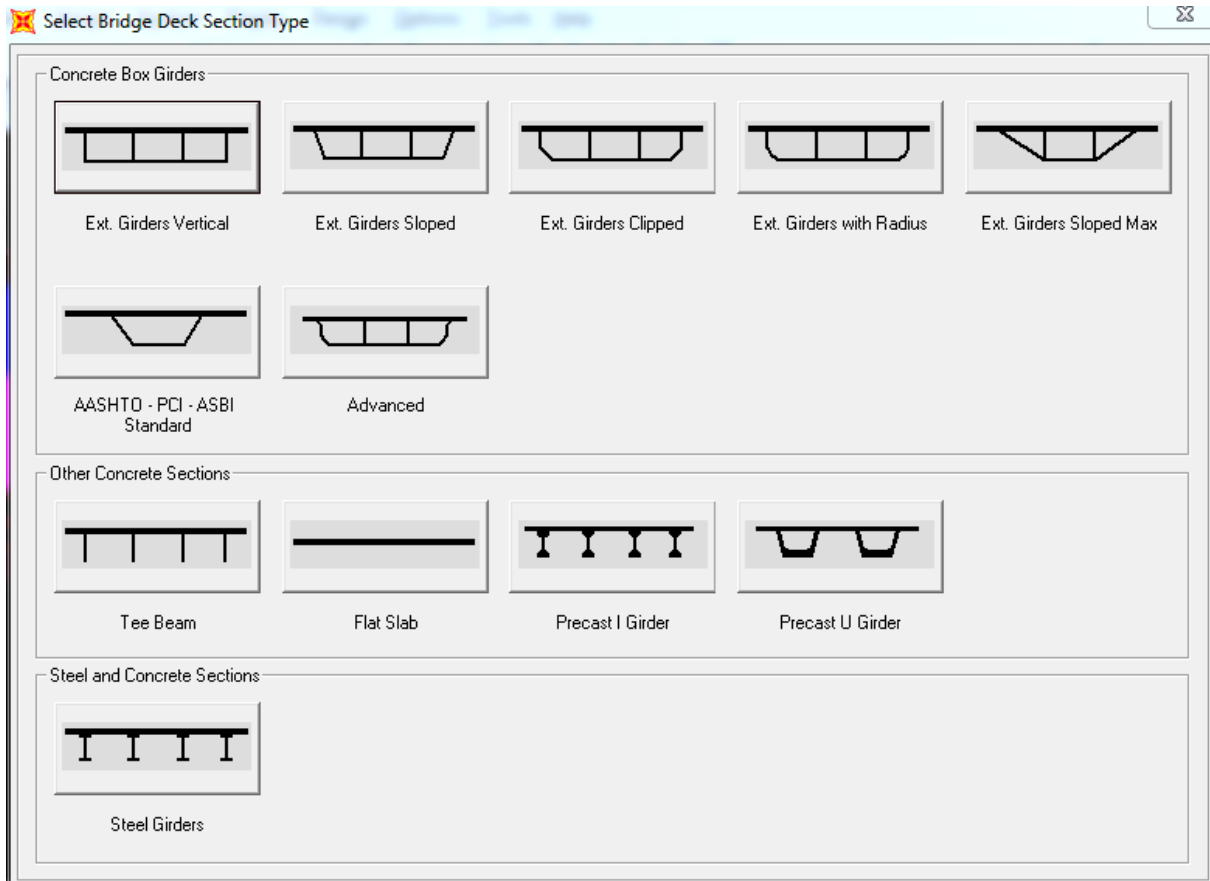 Select Bridge Deck Section Type
Concrete Box Girders
Ext. Girders Vertical
Ext. Girders Sloped
Ext. Girders Clipped
Ext. Girders with Radius
Ext. Girders Sloped Max
AASHTO - PCI - ASBI
Standard
Advanced
Other Concrete Sections
Tee Beam
Flat Slab
Precast I Girder
Precast U Girder
Steel and Concrete Sections
Steel Girders